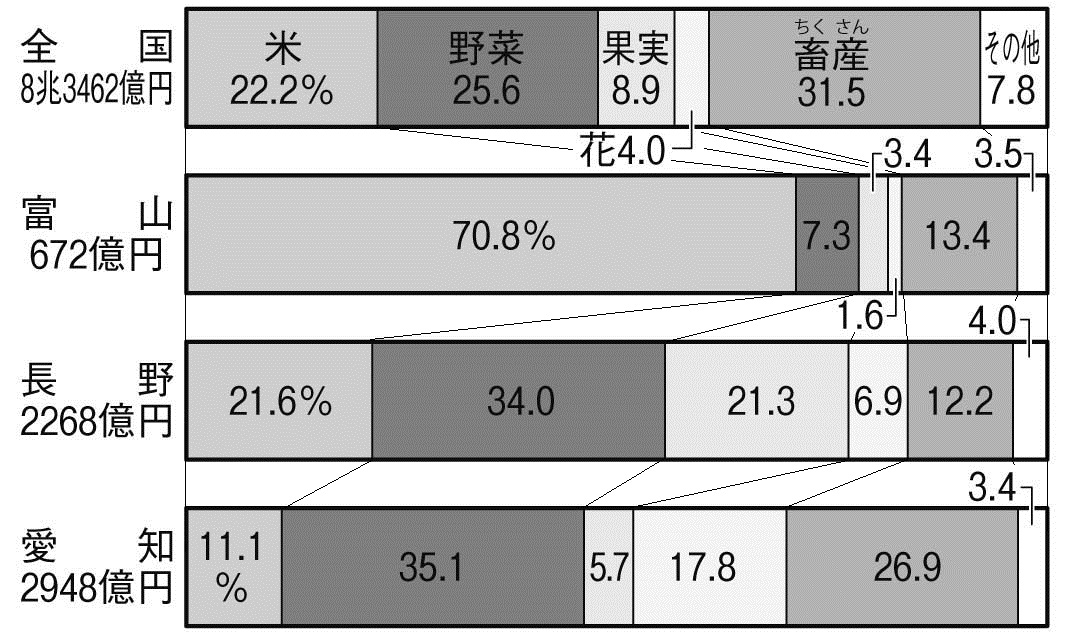 全国
8兆3462億円
米
22.2%
野菜
25.6
果実
8.9
花4.0
ちくさん
畜産
31.5
その他
7.8
富山
672億円
70.8%
7.3
3.4
1.6
13.4
3.5
長野
2268億円
21.6%
34.0
21.3
6.9
12.2
4.0
愛知
2948億円
11.1
%
35.1
5.7
17.8
26.9
3.4